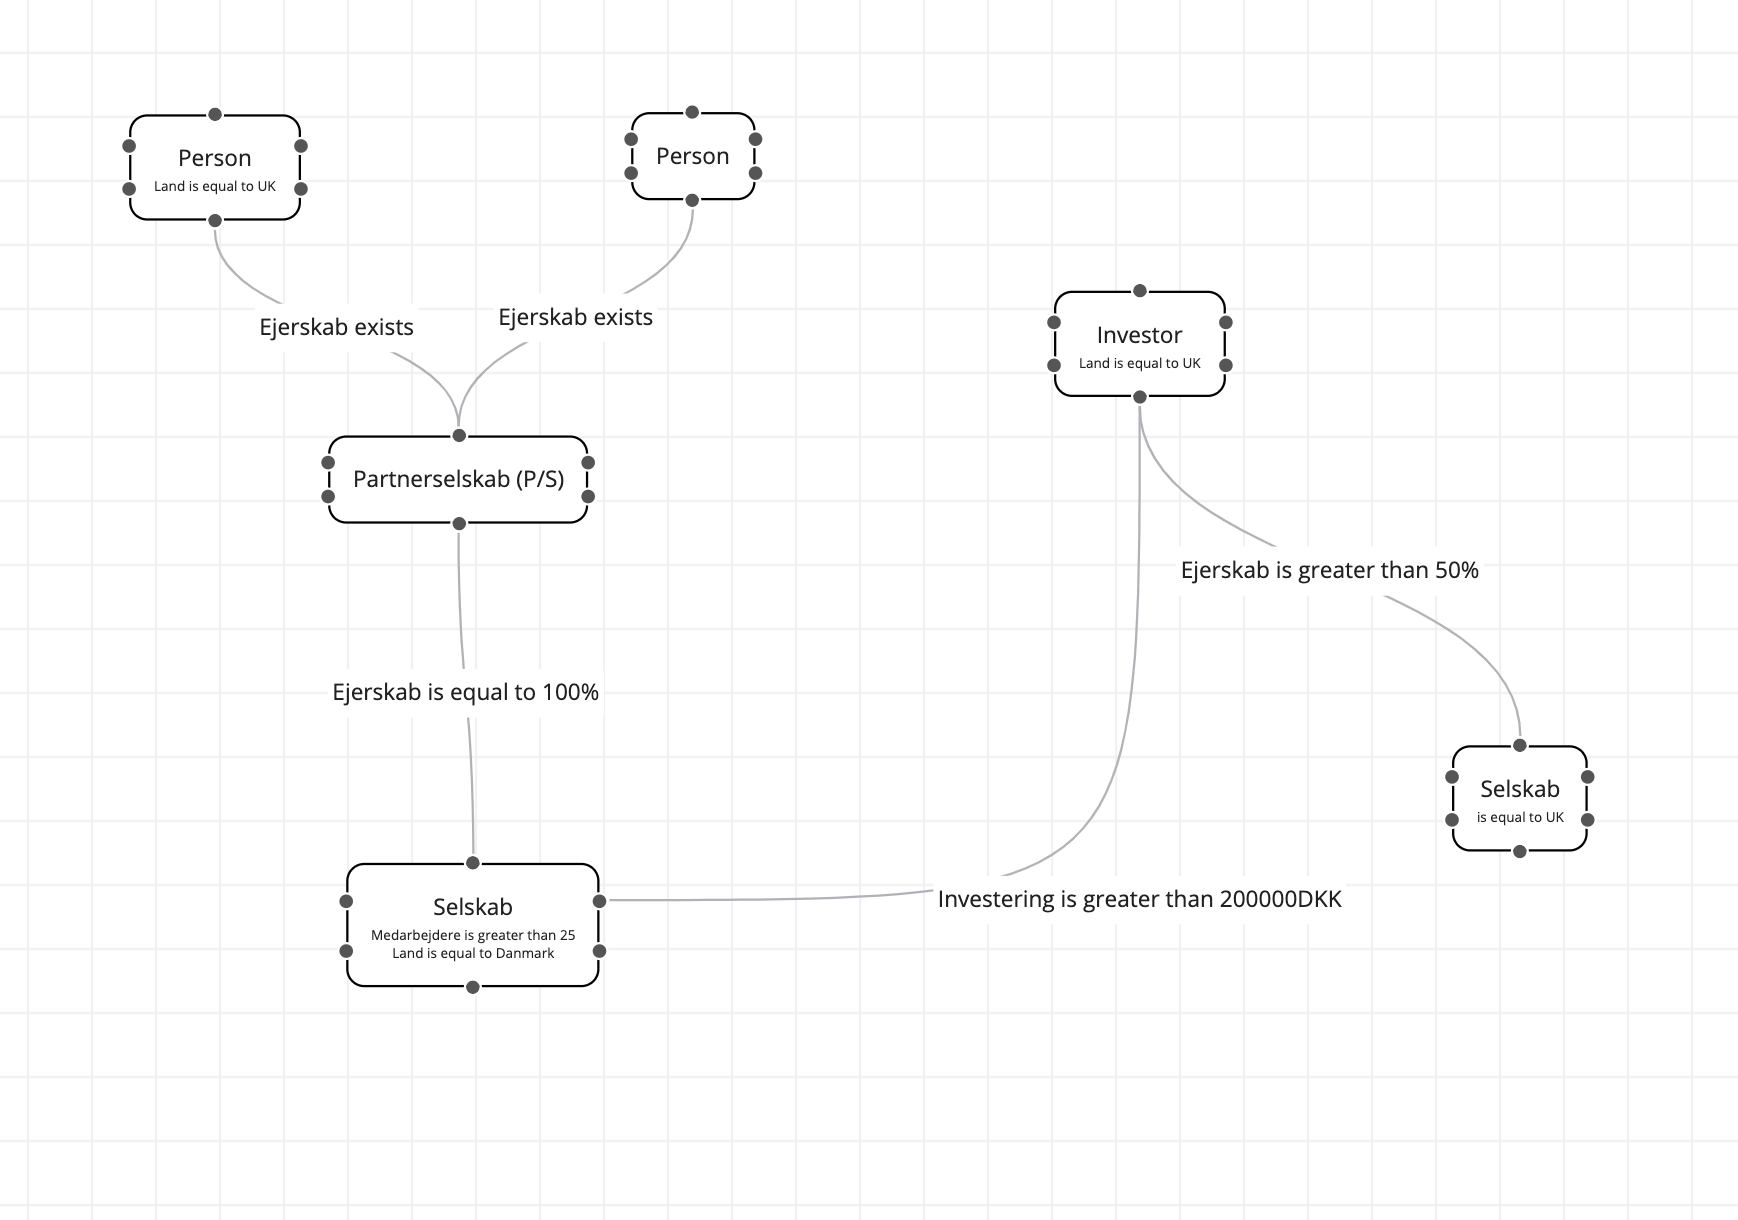 Person
Land is equal to UK
Person
Ejerskab exists
Ejerskab exists
Investor
Land is equal to UK
Partnerselskab (P/S)
Ejerskab is greater than 50%
Ejerskab is equal to 100%
Selskab
is equal to UK
Selskab
Medarbejdere is greater than 25
Land is equal to Danmark
Investering is greater than 200000DKK